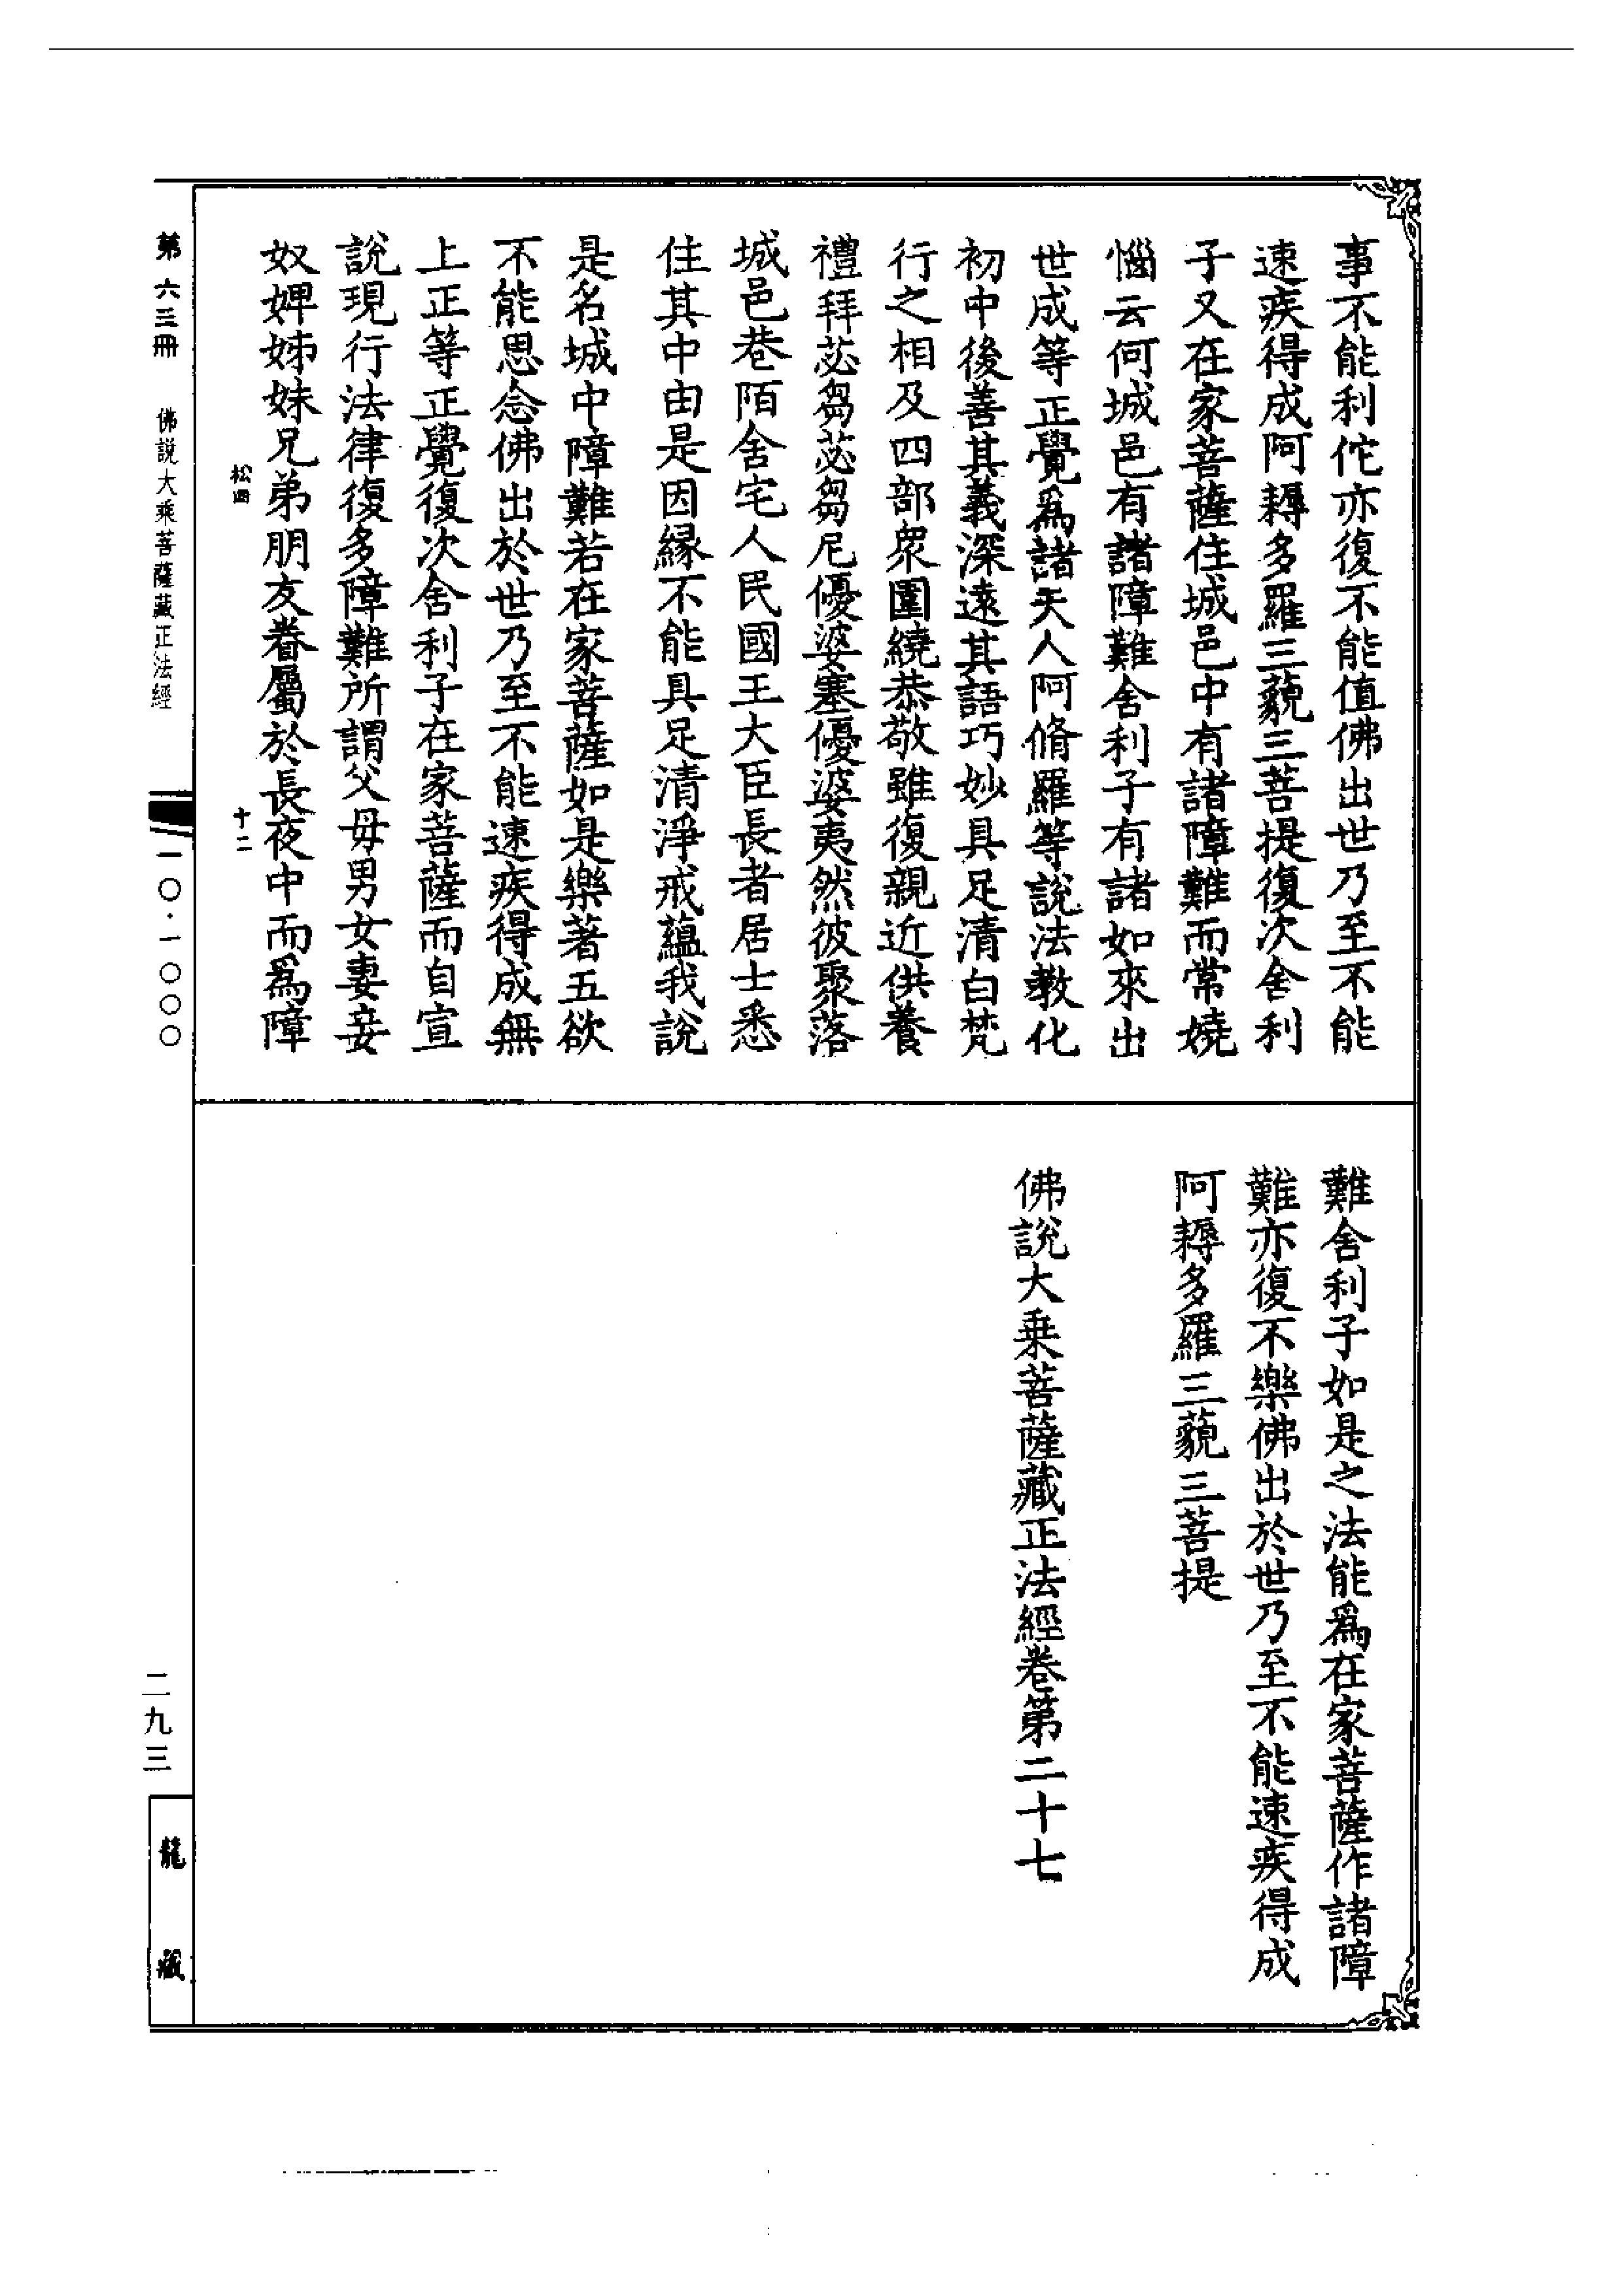 事不能利佗亦復不能值佛出世乃至不能
速疾得成阿耨多羅三藐三菩提復次舍利
子又在家菩薩住城邑中有諸障難而常嬈
惱云何城邑有諸障難舍利子有諸如來出
世成等正覺爲諸天人阿脩羅等說法教化
初中後善其義深遠其語巧妙具足清白梵
行之相及四部衆圍繞恭敬雖復親近供養
禮拜苾芻苾芻尼優婆塞優婆夷然彼聚落
城邑巷陌舍宅人民國王大臣長者居士悉
住其中由是因緣不能具足清淨戒蘊我說
是名城中障難若在家菩薩如是樂著五欲
不能思念佛出於世乃至不能速疾得成無
上正等正覺復次舍利子在家菩薩而自宣
說現行法律復多障難所謂父母男女妻妾
奴婢姊妹兄弟朋友眷屬於長夜中而爲障
松四 十二
難舍利子如是之法能爲在家菩薩作諸障
難亦復不樂佛出於世乃至不能速疾得成
阿耨多羅三藐三菩提
佛說大乘菩薩藏正法經卷第二十七
第六三冊 佛說大乘菩薩藏正法經 一〇·一〇〇〇
二九三
龍藏